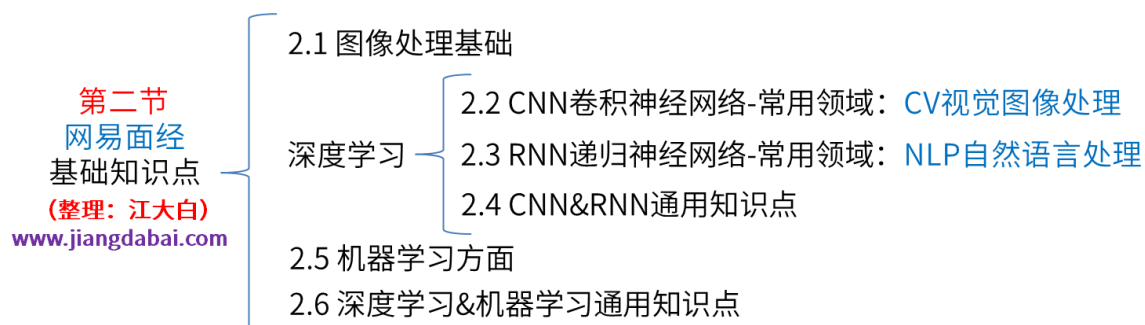 第二节
网易面经
基础知识点
(整理：江大白)
www.jiangdabai.com
2.1 图像处理基础
深度学习
2.2 CNN卷积神经网络-常用领域：CV视觉图像处理
2.3 RNN递归神经网络-常用领域：NLP自然语言处理
2.4 CNN&RNN通用知识点
2.5 机器学习方面
2.6 深度学习&机器学习通用知识点